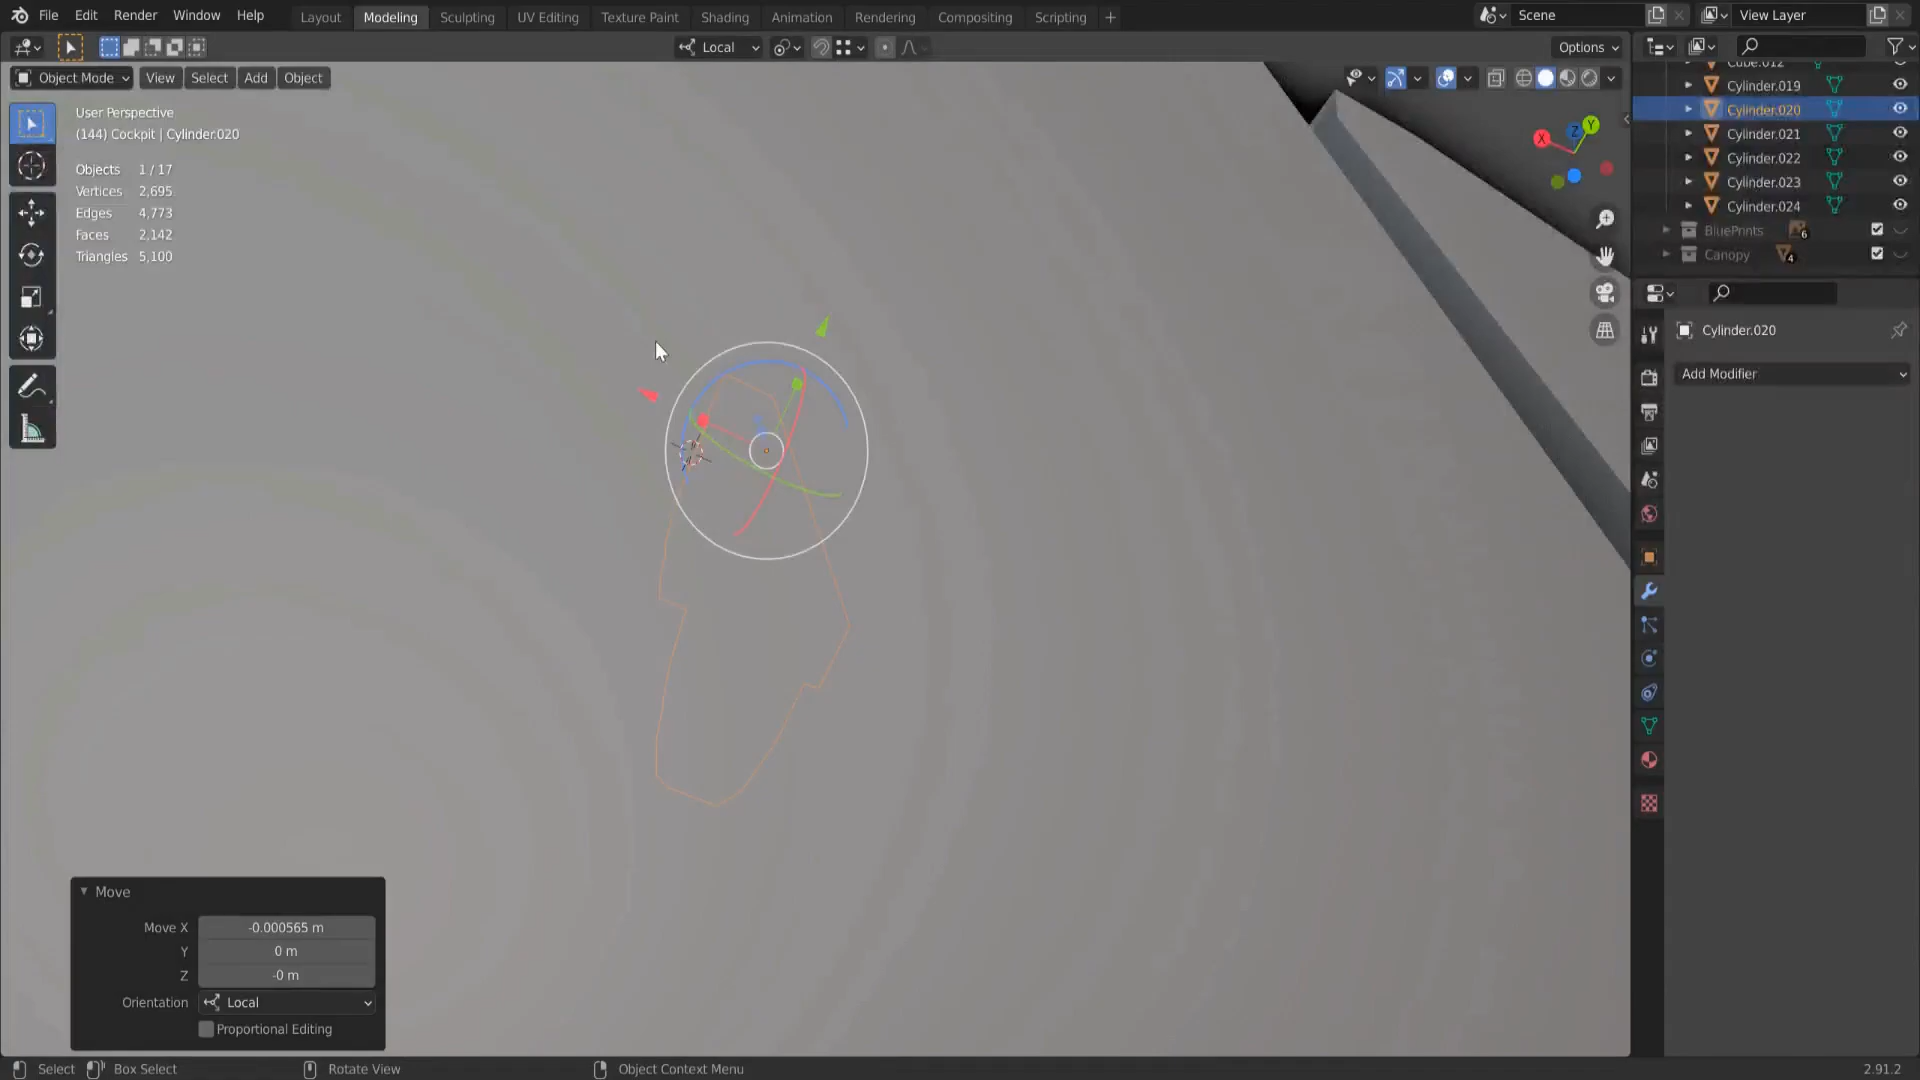 File Edit Render Window Help
Layout Modeling Sculpting UV Editing Texture Paint Shading Animation Rendering Compositing Scripting +
Scene
View Layer
Local
Options
Object Mode View Select Add Object
User Perspective
(144) Cockpit | Cylinder.020
Objects 1 / 17
Vertices 2,695
Edges 4,773
Faces 2,142
Triangles 5,100
X
Y
Z
Cube.012
Cylinder.019
Cylinder.020
Cylinder.021
Cylinder.022
Cylinder.023
Cylinder.024
BluePrints 6
Canopy 4
Cylinder.020
Add Modifier
Move
Move X -0.000565 m
Y 0 m
Z -0 m
Orientation Local
Proportional Editing
Select Box Select Rotate View Object Context Menu 2.91.2